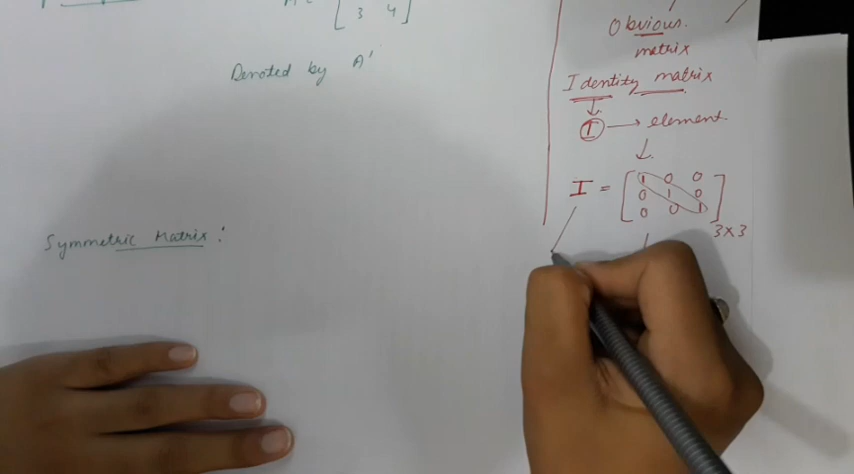 A =
[ 3 4 ]
Denoted by A'
Symmetric Matrix :
Obvious.
matrix
Identity matrix
I → element.
I = [ 1 0 0
0 1 0
0 0 1 ]
3×3